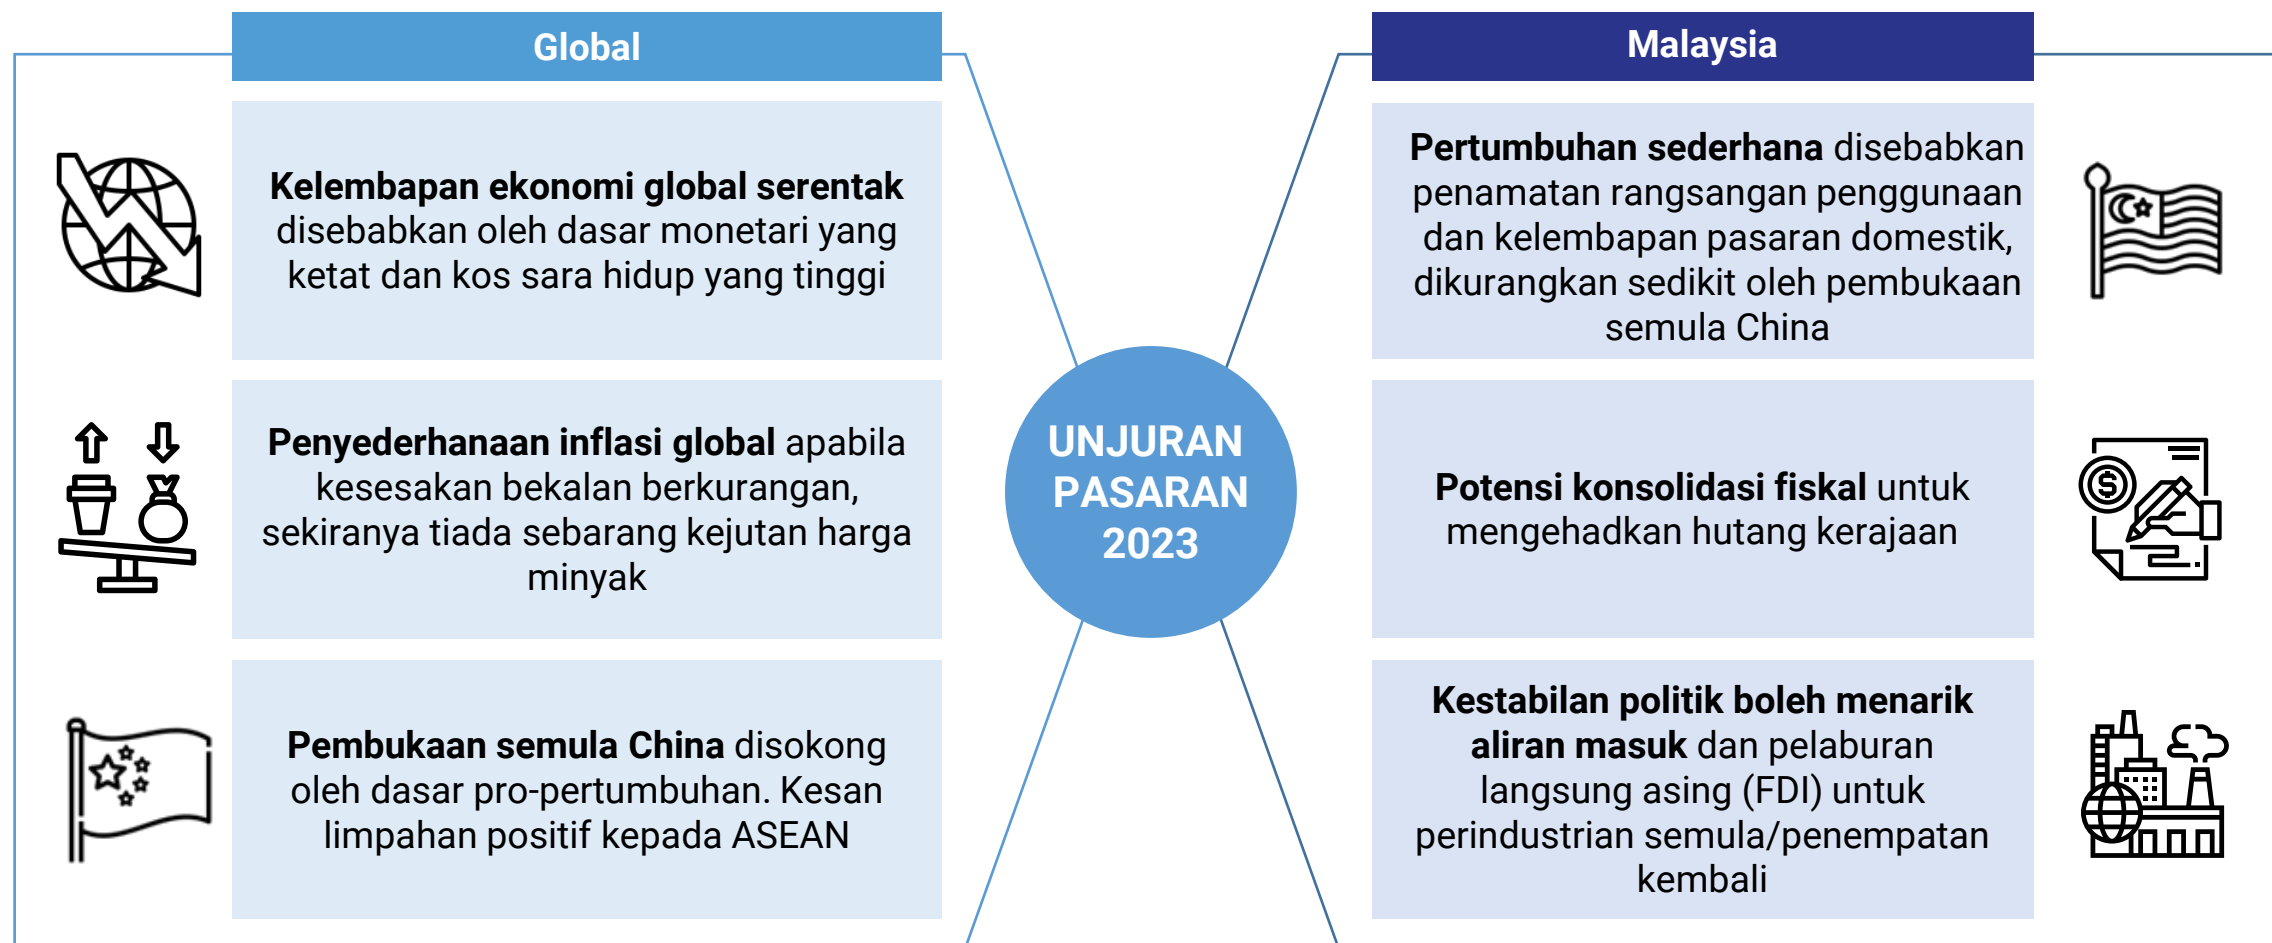 Global
Kelembapan ekonomi global serentak
disebabkan oleh dasar monetari yang
ketat dan kos sara hidup yang tinggi
Penyederhanaan inflasi global apabila
kesesakan bekalan berkurangan,
sekiranya tiada sebarang kejutan harga
minyak
Pembukaan semula China disokong
oleh dasar pro-pertumbuhan. Kesan
limpahan positif kepada ASEAN
UNJURAN
PASARAN
2023
Malaysia
Pertumbuhan sederhana disebabkan
penamatan rangsangan penggunaan
dan kelembapan pasaran domestik,
dikurangkan sedikit oleh pembukaan
semula China
Potensi konsolidasi fiskal untuk
mengehadkan hutang kerajaan
Kestabilan politik boleh menarik
aliran masuk dan pelaburan
langsung asing (FDI) untuk
perindustrian semula/penempatan
kembali